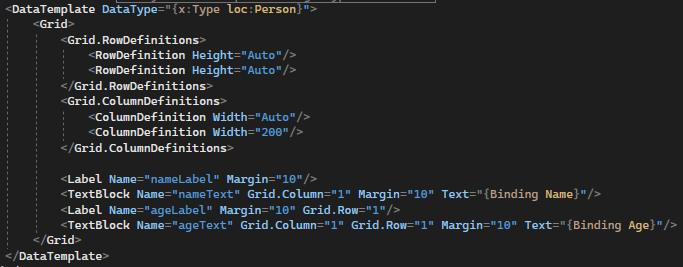 <DataTemplate DataType="{x:Type loc:Person}">
<Grid>
<Grid.RowDefinitions>
<RowDefinition Height="Auto"/>
<RowDefinition Height="Auto"/>
</Grid.RowDefinitions>
<Grid.ColumnDefinitions>
<ColumnDefinition Width="Auto"/>
<ColumnDefinition Width="200"/>
</Grid.ColumnDefinitions>
<Label Name="nameLabel" Margin="10"/>
<TextBlock Name="nameText" Grid.Column="1" Margin="10" Text="{Binding Name}"/>
<Label Name="ageLabel" Margin="10" Grid.Row="1"/>
<TextBlock Name="ageText" Grid.Column="1" Grid.Row="1" Margin="10" Text="{Binding Age}"/>
</Grid>
</DataTemplate>